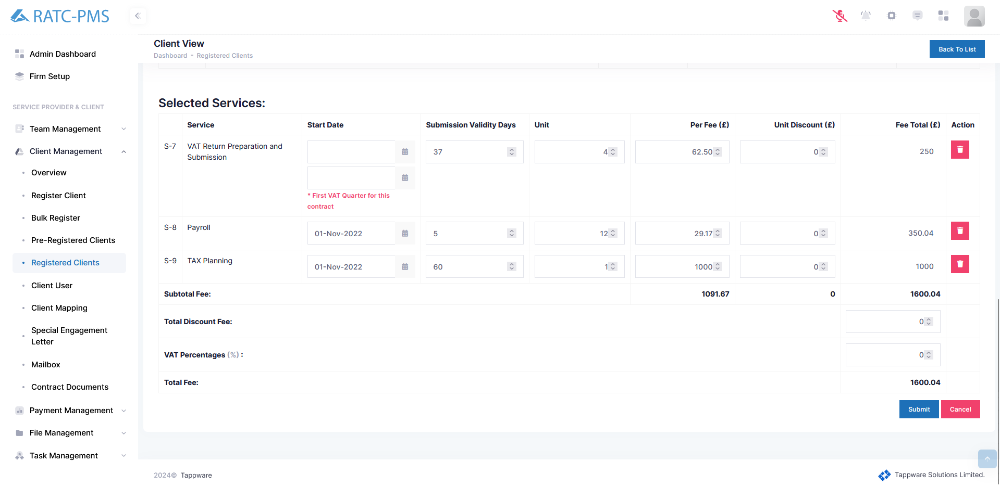 RATC-PMS
Client View
Dashboard - Registered Clients
Back To List
Admin Dashboard
Firm Setup
SERVICE PROVIDER & CLIENT
Team Management
Client Management
Overview
Register Client
Bulk Register
Pre-Registered Clients
Registered Clients
Client User
Client Mapping
Special Engagement
Letter
Mailbox
Contract Documents
Payment Management
File Management
Task Management
Selected Services:
Service Start Date Submission Validity Days Unit Per Fee (£) Unit Discount (£) Fee Total (£) Action
S-7 VAT Return Preparation and 37 4 62.50 0 250
Submission
* First VAT Quarter for this
contract
S-8 Payroll 01-Nov-2022 5 12 29.17 0 350.04
S-9 TAX Planning 01-Nov-2022 60 1 1000 0 1000
Subtotal Fee: 1091.67 0 1600.04
Total Discount Fee: 0
VAT Percentages (%) : 0
Total Fee: 1600.04
Submit Cancel
2024© Tappware
Tappware Solutions Limited.